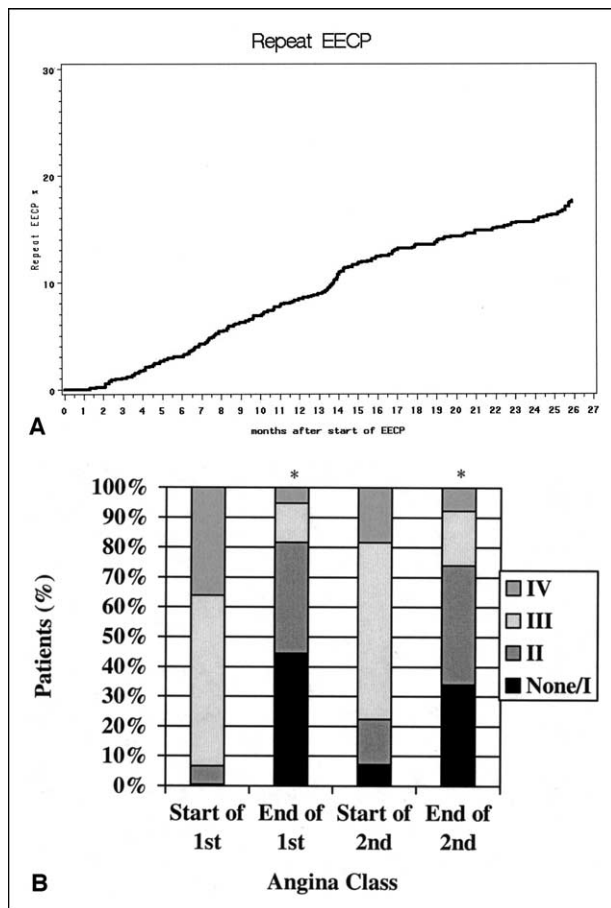 Repeat EECP
30
20
10
0
Repeat EECP %
0 1 2 3 4 5 6 7 8 9 10 11 12 13 14 15 16 17 18 19 20 21 22 23 24 25 26 27
months after start of EECP
A
* *
100%
90%
80%
70%
60%
50%
40%
30%
20%
10%
0%
Patients (%)
IV
III
II
None/I
Start of End of Start of End of
1st 1st 2nd 2nd
Angina Class
B